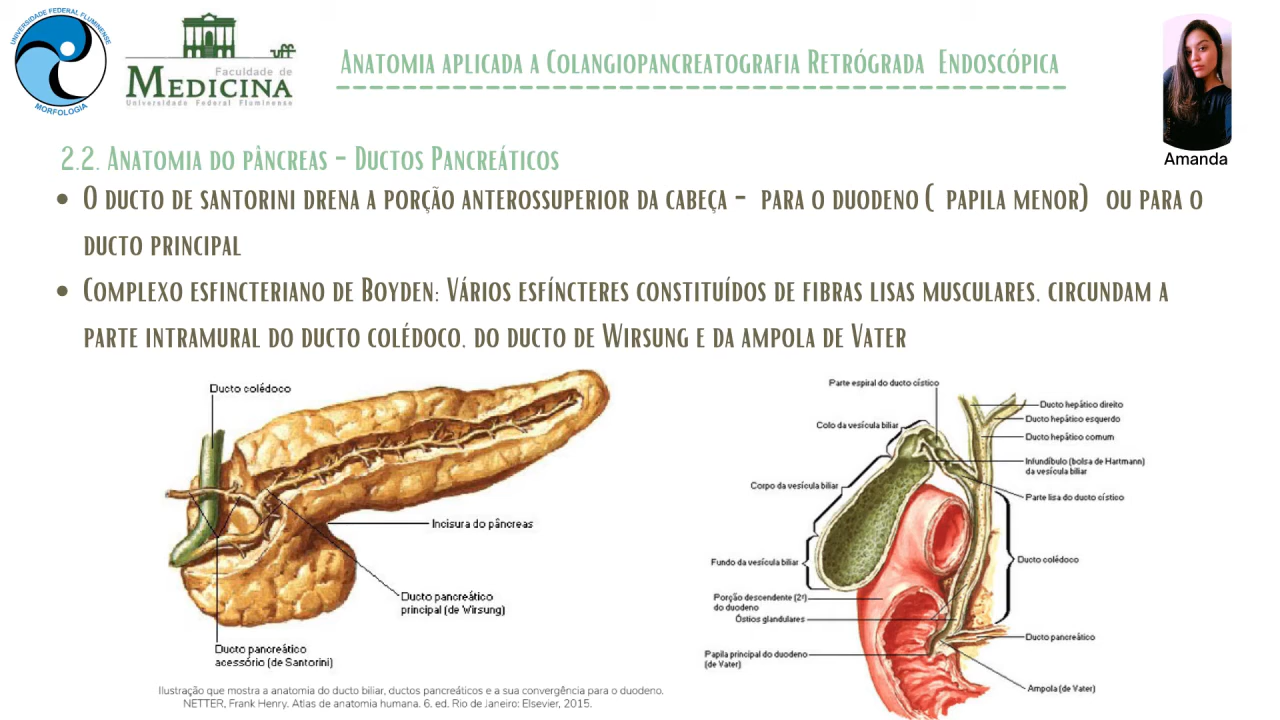 UNIVERSIDADE FEDERAL FLUMINENSE
MORFOLOGIA
uff
Faculdade de
MEDICINA
Universidade Federal Fluminense
Anatomia aplicada a Colangiopancreatografia Retrógrada Endoscópica
Amanda
2.2. Anatomia do pâncreas - Ductos Pancreáticos
• O ducto de santorini drena a porção anterossuperior da cabeça - para o duodeno ( papila menor) ou para o
ducto principal
• Complexo esfincteriano de Boyden: Vários esfíncteres constituídos de fibras lisas musculares, circundam a
parte intramural do ducto colédoco, do ducto de Wirsung e da ampola de Vater
Ducto colédoco
Incisura do pâncreas
Ducto pancreático
principal (de Wirsung)
Ducto pancreático
acessório (de Santorini)
Parte espiral do ducto cístico
Colo da vesícula biliar
Corpo da vesícula biliar
Fundo da vesícula biliar
Porção descendente (2ª)
do duodeno
Óstios glandulares
Papila principal do duodeno
(de Vater)
Ducto hepático direito
Ducto hepático esquerdo
Ducto hepático comum
Infundíbulo (bolsa de Hartmann)
da vesícula biliar
Parte lisa do ducto cístico
Ducto colédoco
Ducto pancreático
Ampola (de Vater)
Ilustração que mostra a anatomia do ducto biliar, ductos pancreáticos e a sua convergência para o duodeno.
NETTER, Frank Henry. Atlas de anatomia humana. 6. ed. Rio de Janeiro: Elsevier, 2015.